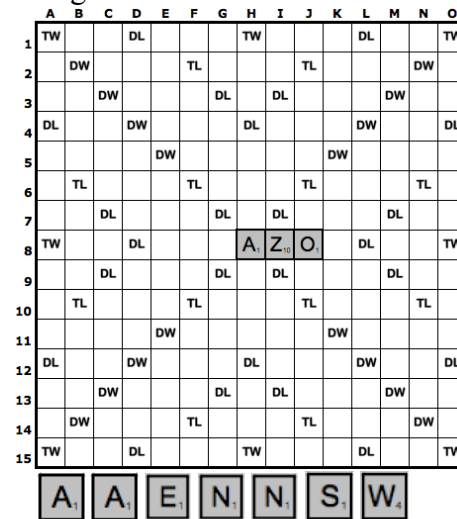 A B C D E F G H I J K L M N O
1 TW DL TW DL TW
2 DW TL TL DW
3 DW DL DL DW
4 DL DW DL DW DL
5 DW DW
6 TL TL TL TL
7 DL DL DL DL
8 TW DL A1 Z10 O1 DL TW
9 DL DL DL DL
10 TL TL TL TL
11 DW DW
12 DL DW DL DW DL
13 DW DL DL DW
14 DW TL TL DW
15 TW DL TW DL TW
A1 A1 E1 N1 N1 S1 W4